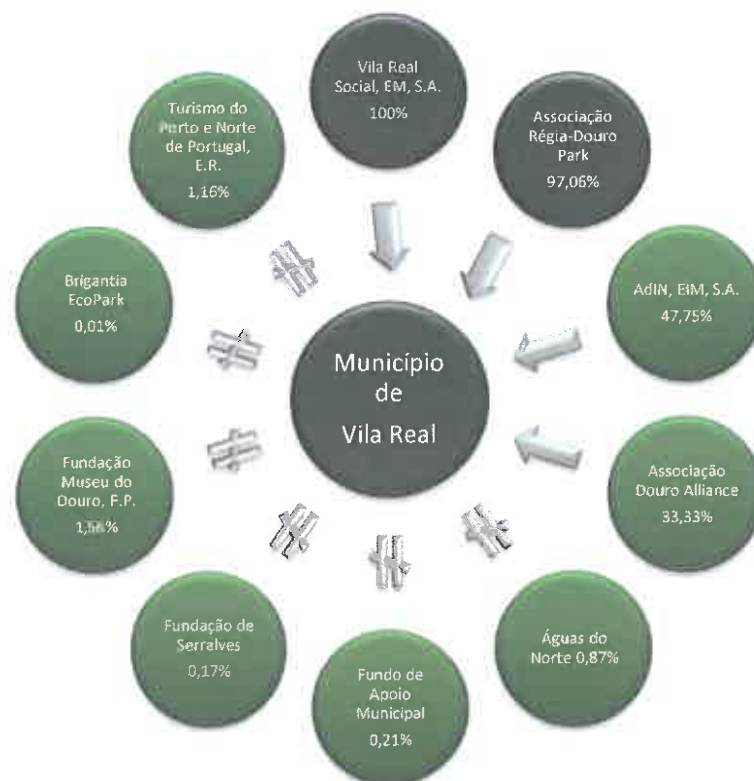 Vila Real
Social, EM, S.A.
100%
Associação
Régia-Douro
Park
97,06%
AdIN, EIM, S.A.
47,75%
Associação
Douro Alliance
33,33%
Águas do
Norte 0,87%
Fundo de
Apoio
Municipal
0,21%
Fundação de
Serralves
0,17%
Fundação
Museu do
Douro, F.P.
Brigantia
EcoPark
0,01%
Turismo do
Porto e Norte
de Portugal,
E.R.
1,16%
Município
de
Vila Real